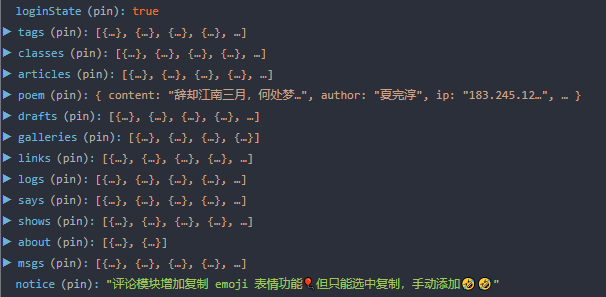 loginState (pin): true
▶ tags (pin): [{…}, {…}, {…}, {…}, …]
▶ classes (pin): [{…}, {…}, {…}, {…}, …]
▶ articles (pin): [{…}, {…}, {…}, {…}, …]
▶ poem (pin): { content: "辞却江南三月，何处梦…", author: "夏完淳", ip: "183.245.12…", … }
▶ drafts (pin): [{…}, {…}, {…}, {…}, …]
▶ galleries (pin): [{…}, {…}, {…}, {…}]
▶ links (pin): [{…}, {…}, {…}, {…}, …]
▶ logs (pin): [{…}, {…}, {…}, {…}, …]
▶ says (pin): [{…}, {…}, {…}, {…}, …]
▶ shows (pin): [{…}, {…}, {…}, {…}, …]
▶ about (pin): [{…}, {…}]
▶ msgs (pin): [{…}, {…}, {…}, {…}, …]
notice (pin): "评论模块增加复制 emoji 表情功能🎈但只能选中复制，手动添加🤣🤣"